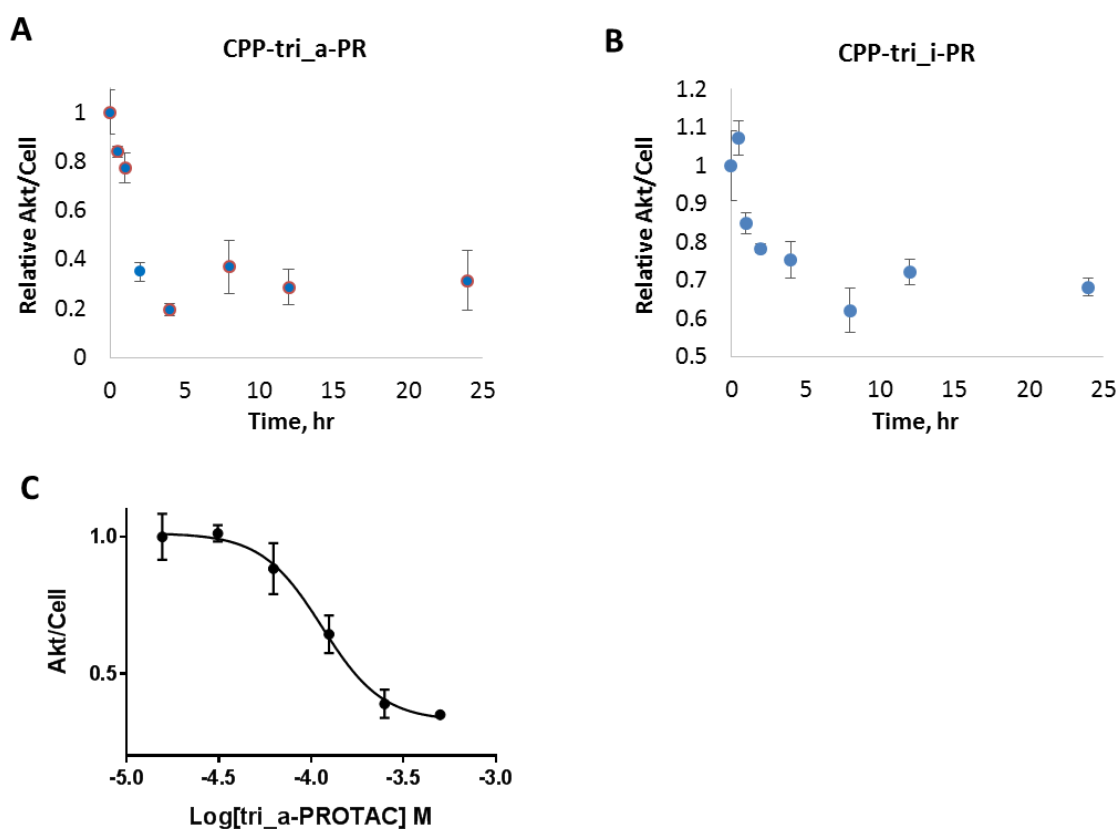 A
CPP-tri_a-PR
Relative Akt/Cell
1
0.8
0.6
0.4
0.2
0
0 5 10 15 20 25
Time, hr
B
CPP-tri_i-PR
Relative Akt/Cell
1.2
1.1
1
0.9
0.8
0.7
0.6
0.5
0 5 10 15 20 25
Time, hr
C
Akt/Cell
1.0
0.5
-5.0 -4.5 -4.0 -3.5 -3.0
Log[tri_a-PROTAC] M